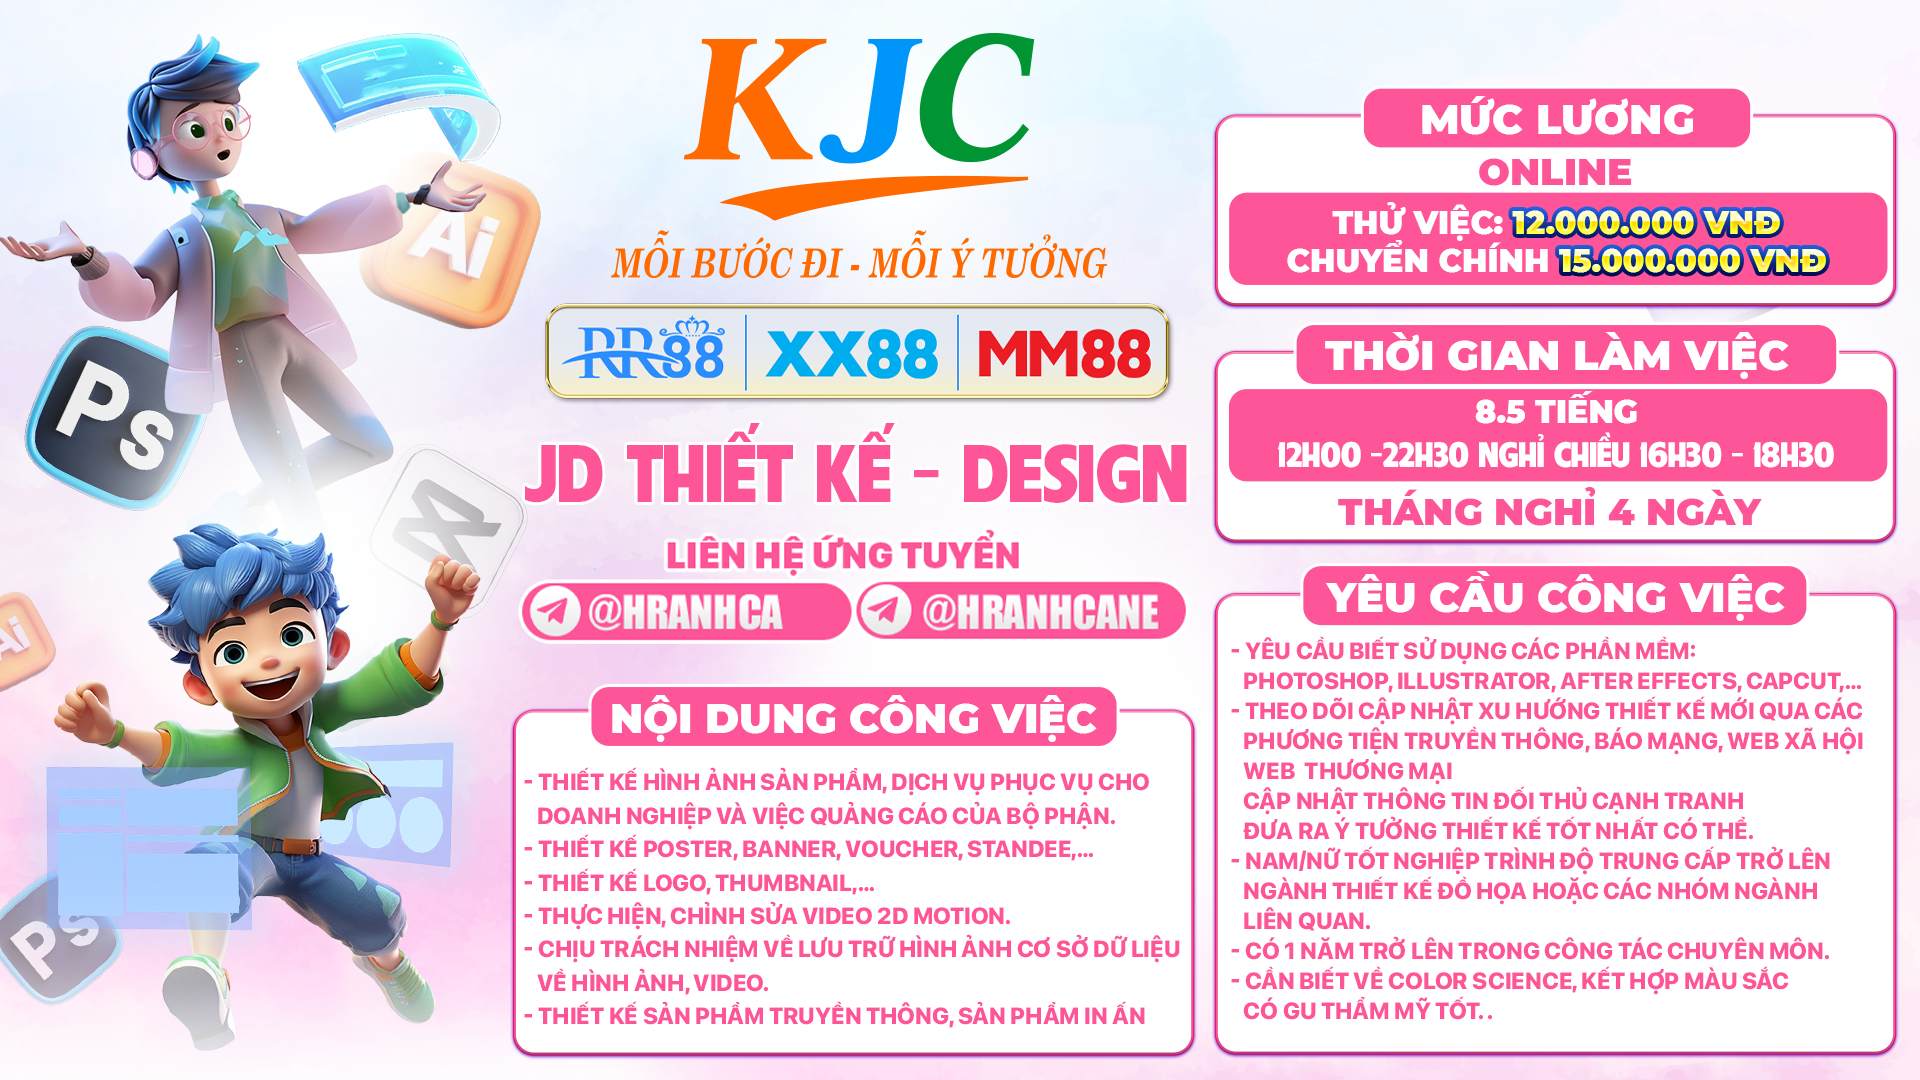 KJC
MỖI BƯỚC ĐI - MỖI Ý TƯỞNG
RR88 XX88 MM88
JD THIẾT KẾ - DESIGN
LIÊN HỆ ỨNG TUYỂN
@HRANHCA @HRANHCANE
NỘI DUNG CÔNG VIỆC
- THIẾT KẾ HÌNH ẢNH SẢN PHẨM, DỊCH VỤ PHỤC VỤ CHO
DOANH NGHIỆP VÀ VIỆC QUẢNG CÁO CỦA BỘ PHẬN.
- THIẾT KẾ POSTER, BANNER, VOUCHER, STANDEE,...
- THIẾT KẾ LOGO, THUMBNAIL,...
- THỰC HIỆN, CHỈNH SỬA VIDEO 2D MOTION.
- CHỊU TRÁCH NHIỆM VỀ LƯU TRỮ HÌNH ẢNH CƠ SỞ DỮ LIỆU
VỀ HÌNH ẢNH, VIDEO.
- THIẾT KẾ SẢN PHẨM TRUYỀN THÔNG, SẢN PHẨM IN ẤN
MỨC LƯƠNG
ONLINE
THỬ VIỆC: 12.000.000 VNĐ
CHUYỂN CHÍNH 15.000.000 VNĐ
THỜI GIAN LÀM VIỆC
8.5 TIẾNG
12H00 -22H30 NGHỈ CHIỀU 16H30 - 18H30
THÁNG NGHỈ 4 NGÀY
YÊU CẦU CÔNG VIỆC
- YÊU CẦU BIẾT SỬ DỤNG CÁC PHẦN MỀM:
PHOTOSHOP, ILLUSTRATOR, AFTER EFFECTS, CAPCUT,...
- THEO DÕI CẬP NHẬT XU HƯỚNG THIẾT KẾ MỚI QUA CÁC
PHƯƠNG TIỆN TRUYỀN THÔNG, BÁO MẠNG, WEB XÃ HỘI
WEB THƯƠNG MẠI
CẬP NHẬT THÔNG TIN ĐỐI THỦ CẠNH TRANH
ĐƯA RA Ý TƯỞNG THIẾT KẾ TỐT NHẤT CÓ THỂ.
- NAM/NỮ TỐT NGHIỆP TRÌNH ĐỘ TRUNG CẤP TRỞ LÊN
NGÀNH THIẾT KẾ ĐỒ HỌA HOẶC CÁC NHÓM NGÀNH
LIÊN QUAN.
- CÓ 1 NĂM TRỞ LÊN TRONG CÔNG TÁC CHUYÊN MÔN.
- CẦN BIẾT VỀ COLOR SCIENCE, KẾT HỢP MÀU SẮC
CÓ GU THẨM MỸ TỐT. .
Ai
Ps
Ai
Ps